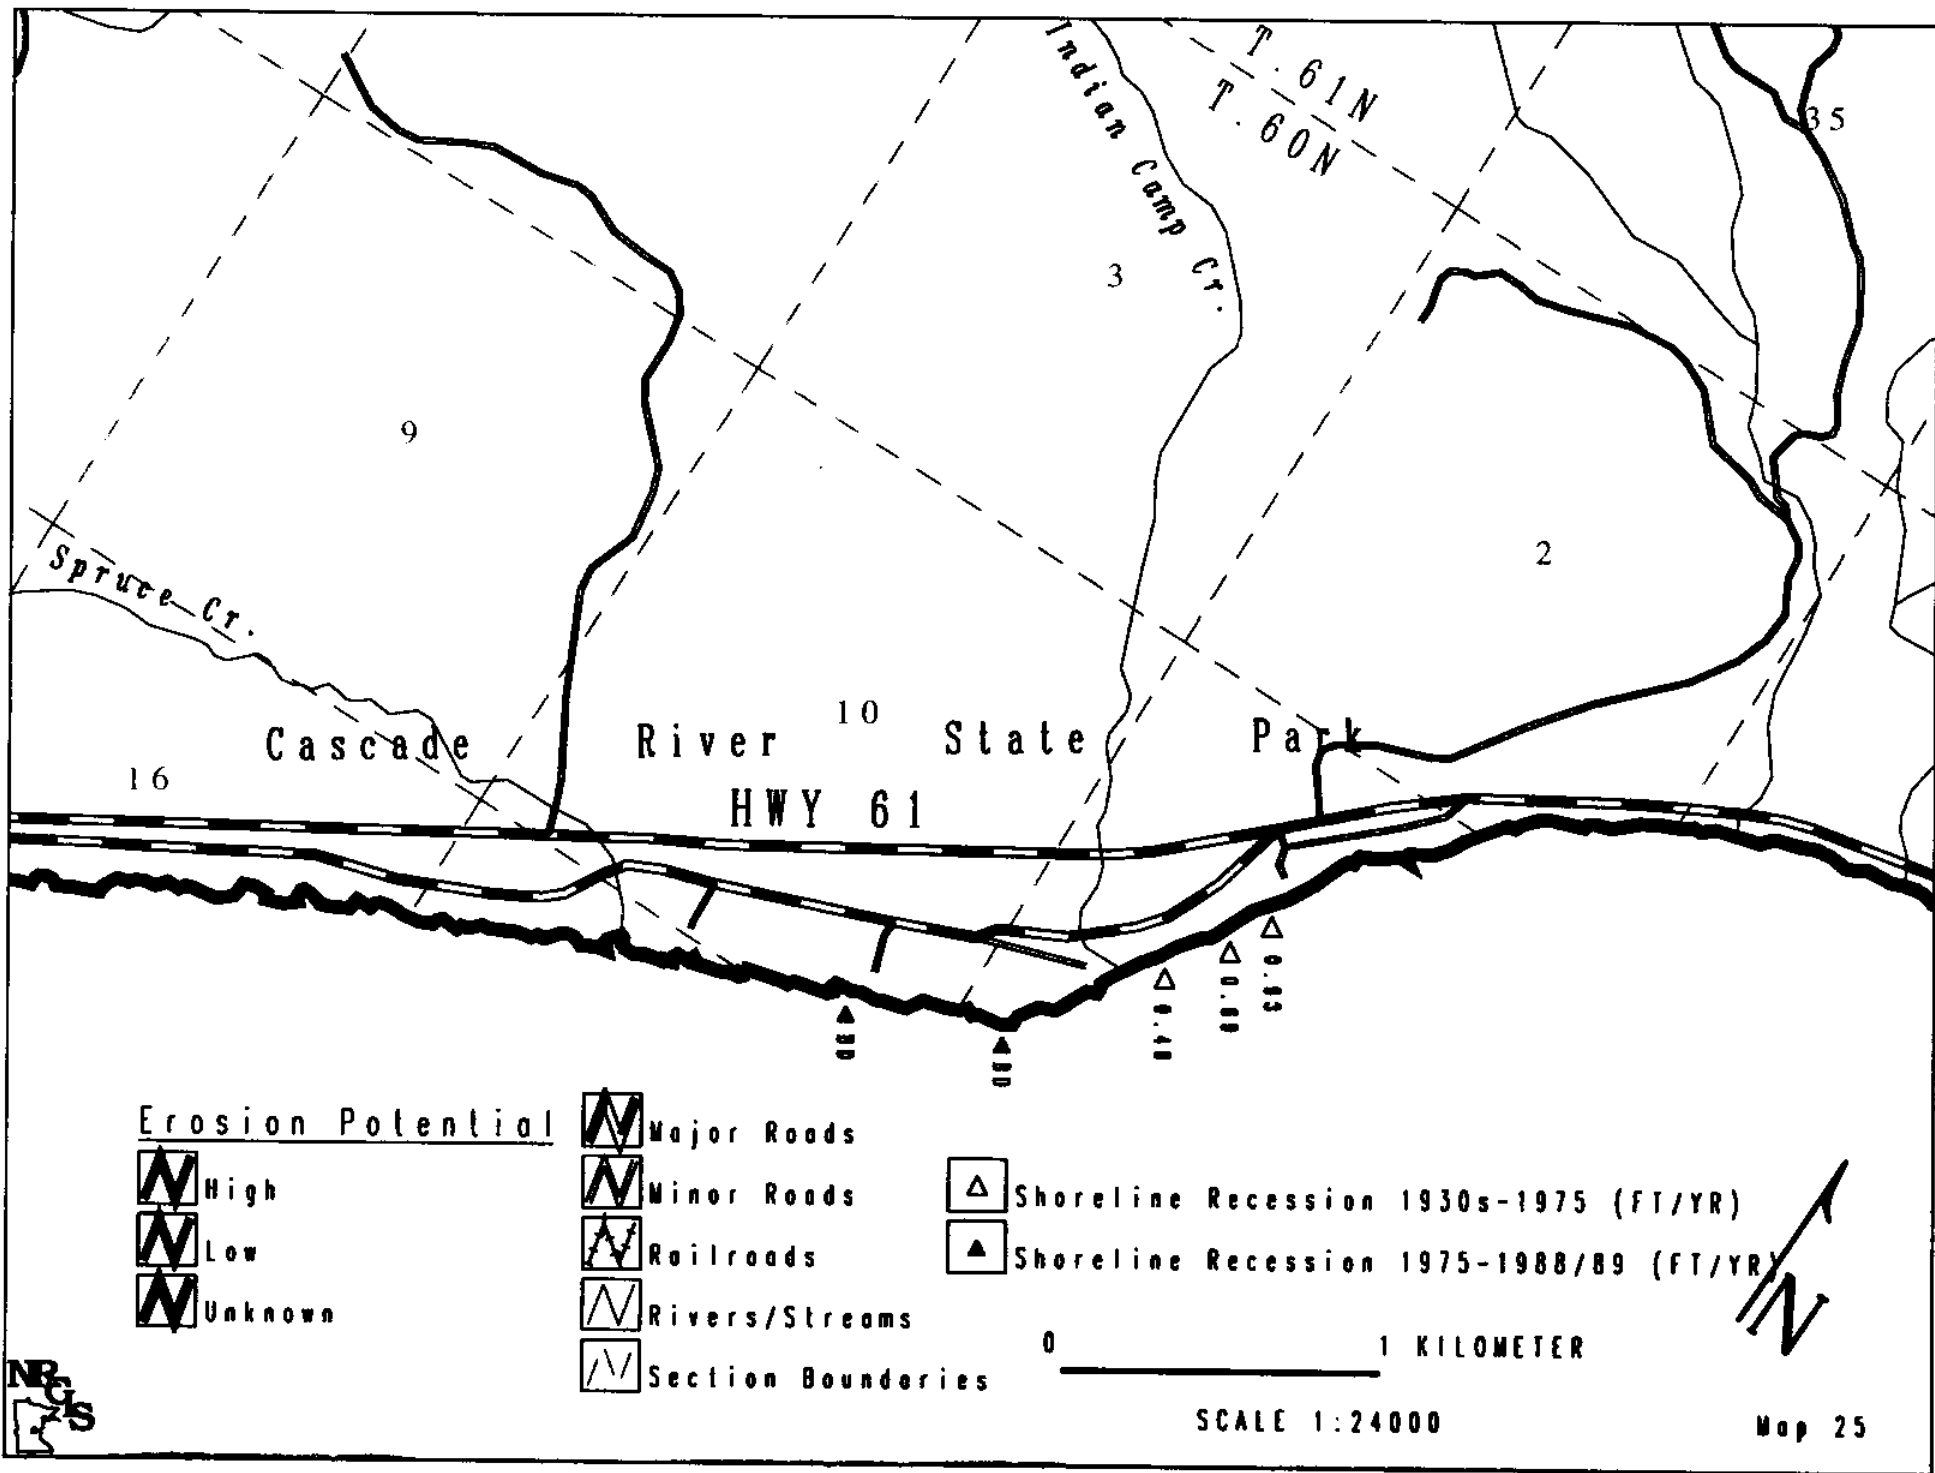 Indian Camp Cr.
T. 61N
T. 60N
35
3
9
2
Spruce Cr.
10
16
Cascade River State Park
HWY 61
0.93
0.40
BD
BD
Erosion Potential
High
Low
Unknown
Major Roads
Minor Roads
Railroads
Rivers/Streams
Section Boundaries
Shoreline Recession 1930s-1975 (FT/YR)
Shoreline Recession 1975-1988/89 (FT/YR)
0 1 KILOMETER
SCALE 1:24000
N
Map 25
NRGIS